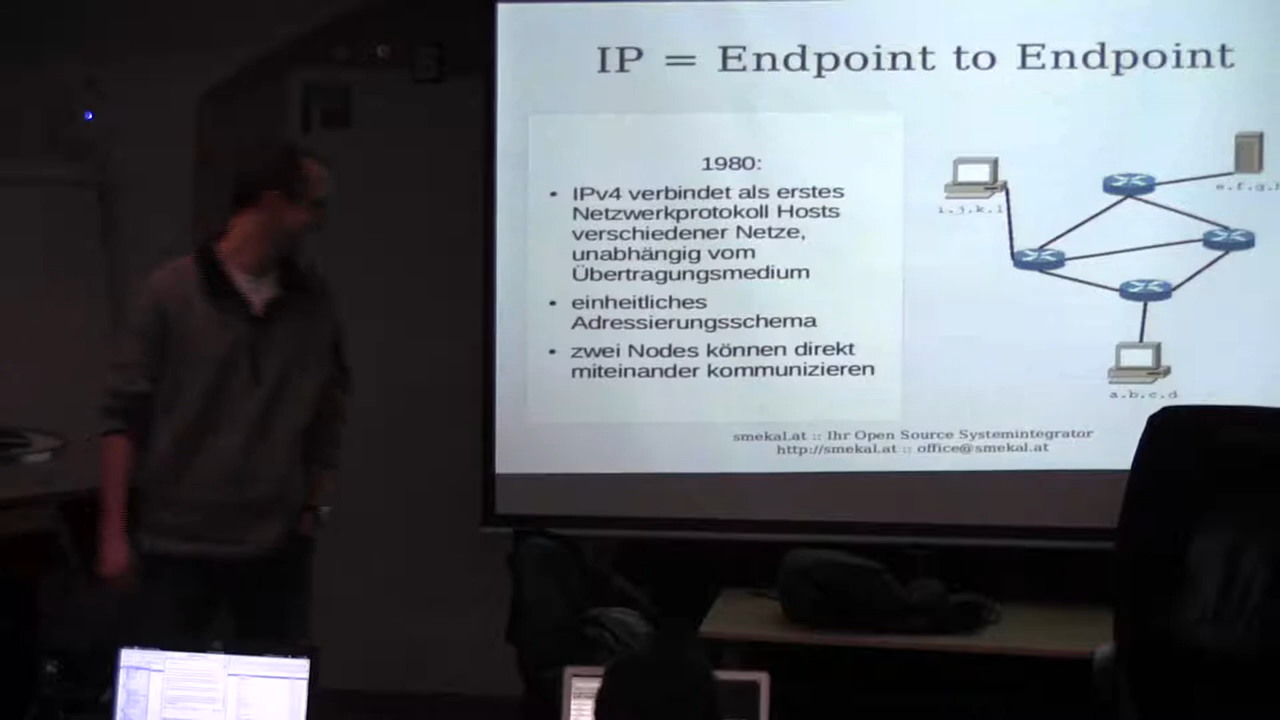 IP = Endpoint to Endpoint
1980:
• IPv4 verbindet als erstes
Netzwerkprotokoll Hosts
verschiedener Netze,
unabhängig vom
Übertragungsmedium
• einheitliches
Adressierungsschema
• zwei Nodes können direkt
miteinander kommunizieren
i.j.k.l
e.f.g.
a.b.c.d
smekal.at :: Ihr Open Source Systemintegrator
http://smekal.at :: office@smekal.at